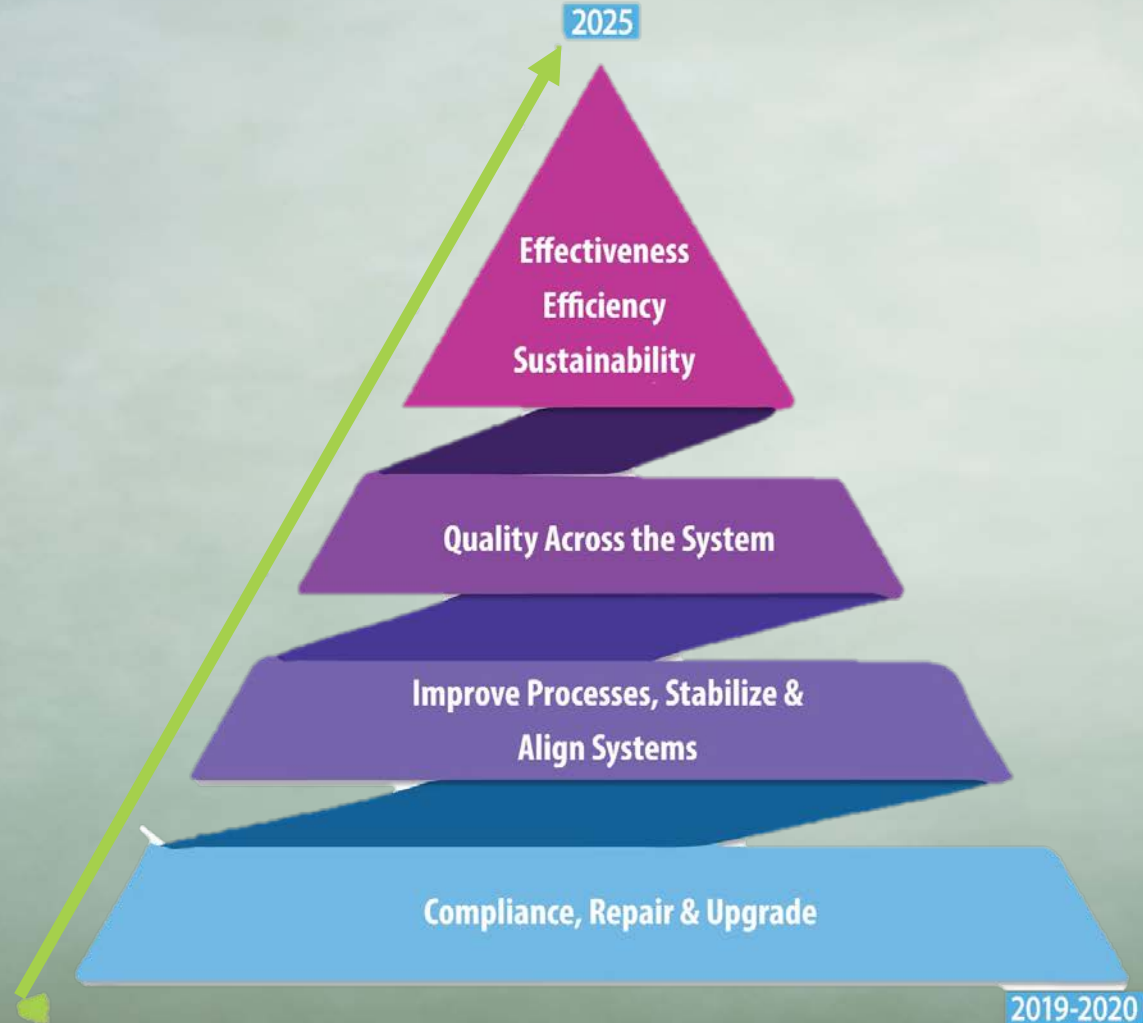 2025
Effectiveness
Efficiency
Sustainability
Quality Across the System
Improve Processes, Stabilize &
Align Systems
Compliance, Repair & Upgrade
2019-2020